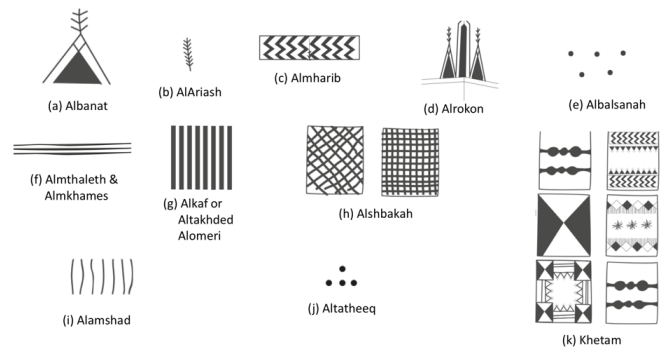 (a) Albanat
(b) AlAriash
(c) Almharib
(d) Alrokon
(e) Albalsanah
(f) Almthaleth &
Almkhames
(g) Alkaf or
Altakhded
Alomeri
(h) Alshbakah
(i) Alamshad
(j) Altatheeq
(k) Khetam